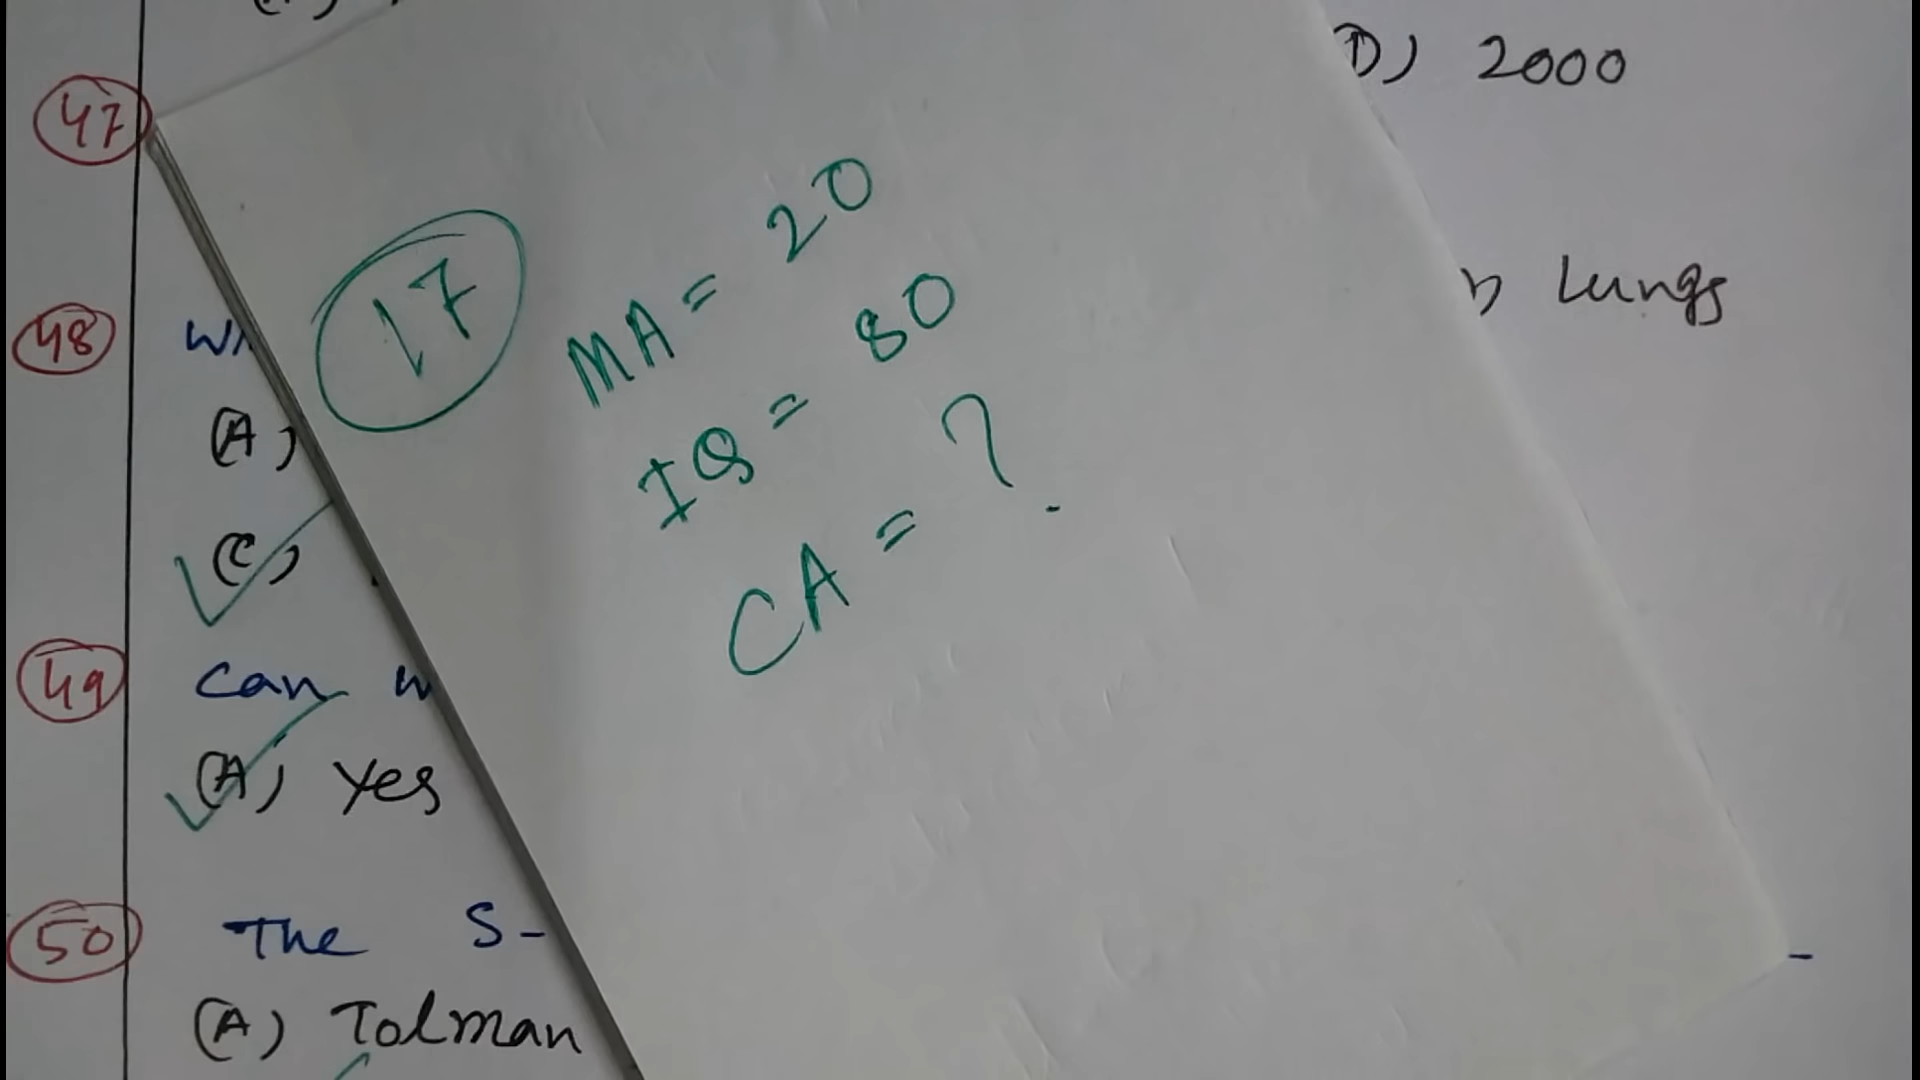 D) 2000
47
17
MA = 20
IQ = 80
CA = ?
Lungs
48
(A)
(C)
49 Can
(A) Yes
50 The S-
(A) Tolman